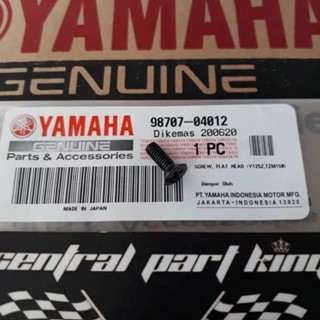 YAMAHA
GENUINE
YAMAHA
GENUINE
Parts & Accessories
98707-04012
Dikemas 200620
1 PC
SCREW, FLAT HEAD
MADE IN JAPAN
PT. YAMAHA INDONESIA MOTOR MFG.
JAKARTA-INDONESIA 13920
central part king